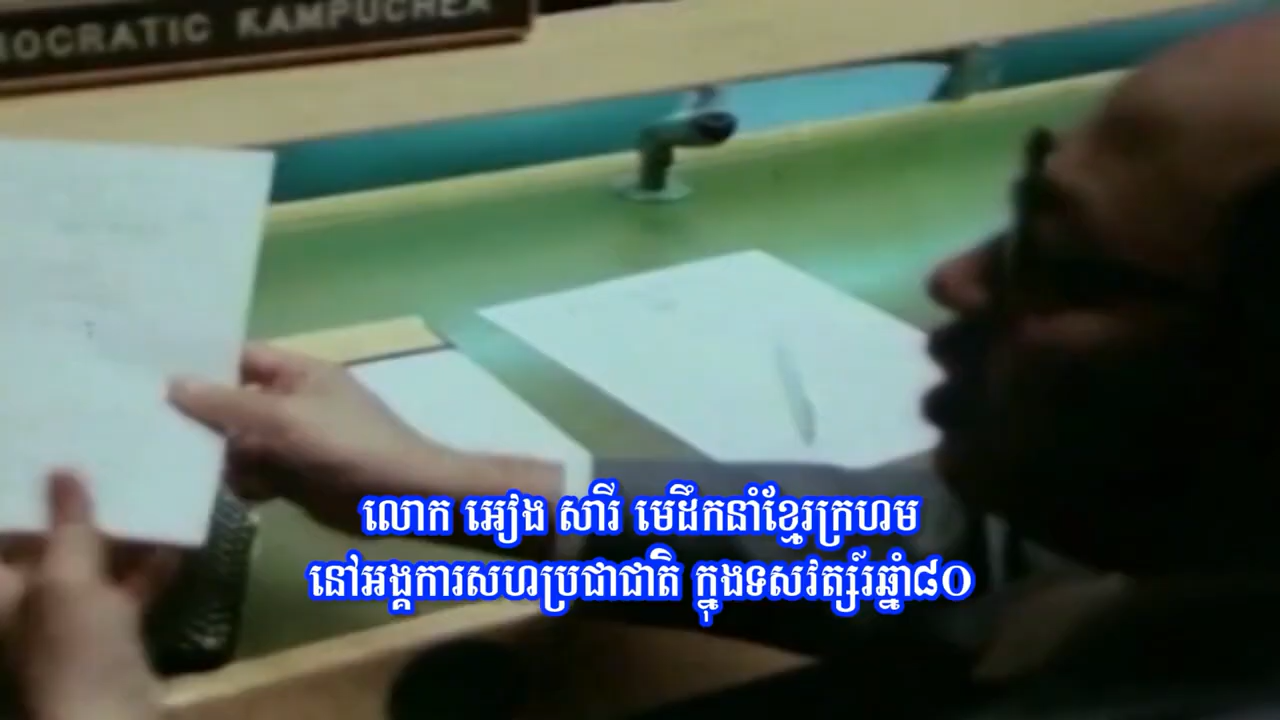 ROCRATIC KAMPUCHEA
លោក អៀង សារី មេដឹកនាំខ្មែរក្រហម
នៅអង្គការសហប្រជាជាតិ ក្នុងទសវត្សរ៍ឆ្នាំ៨០